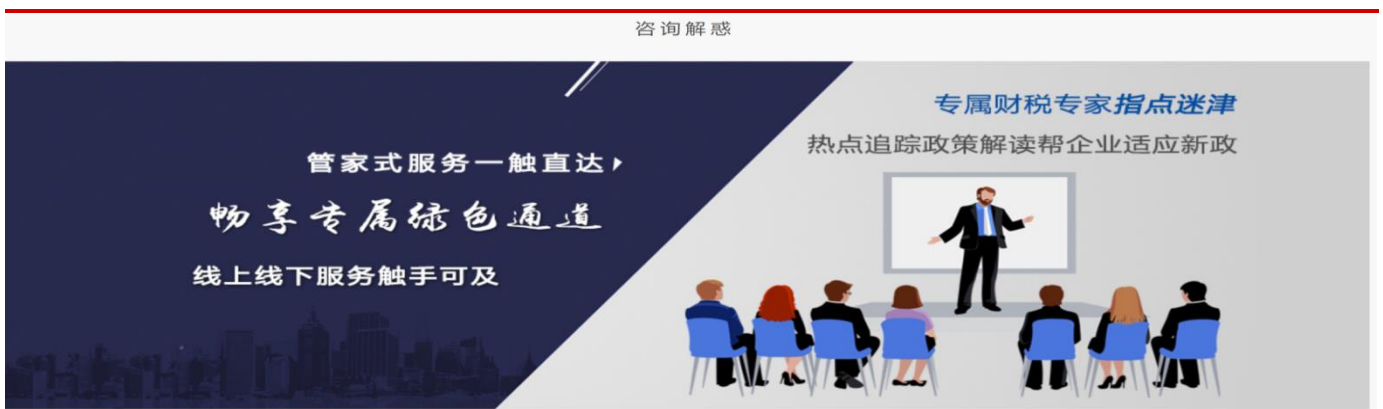 咨询解惑
管家式服务一触直达
畅享专属绿色通道
线上线下服务触手可及
专属财税专家指点迷津
热点追踪政策解读帮企业适应新政